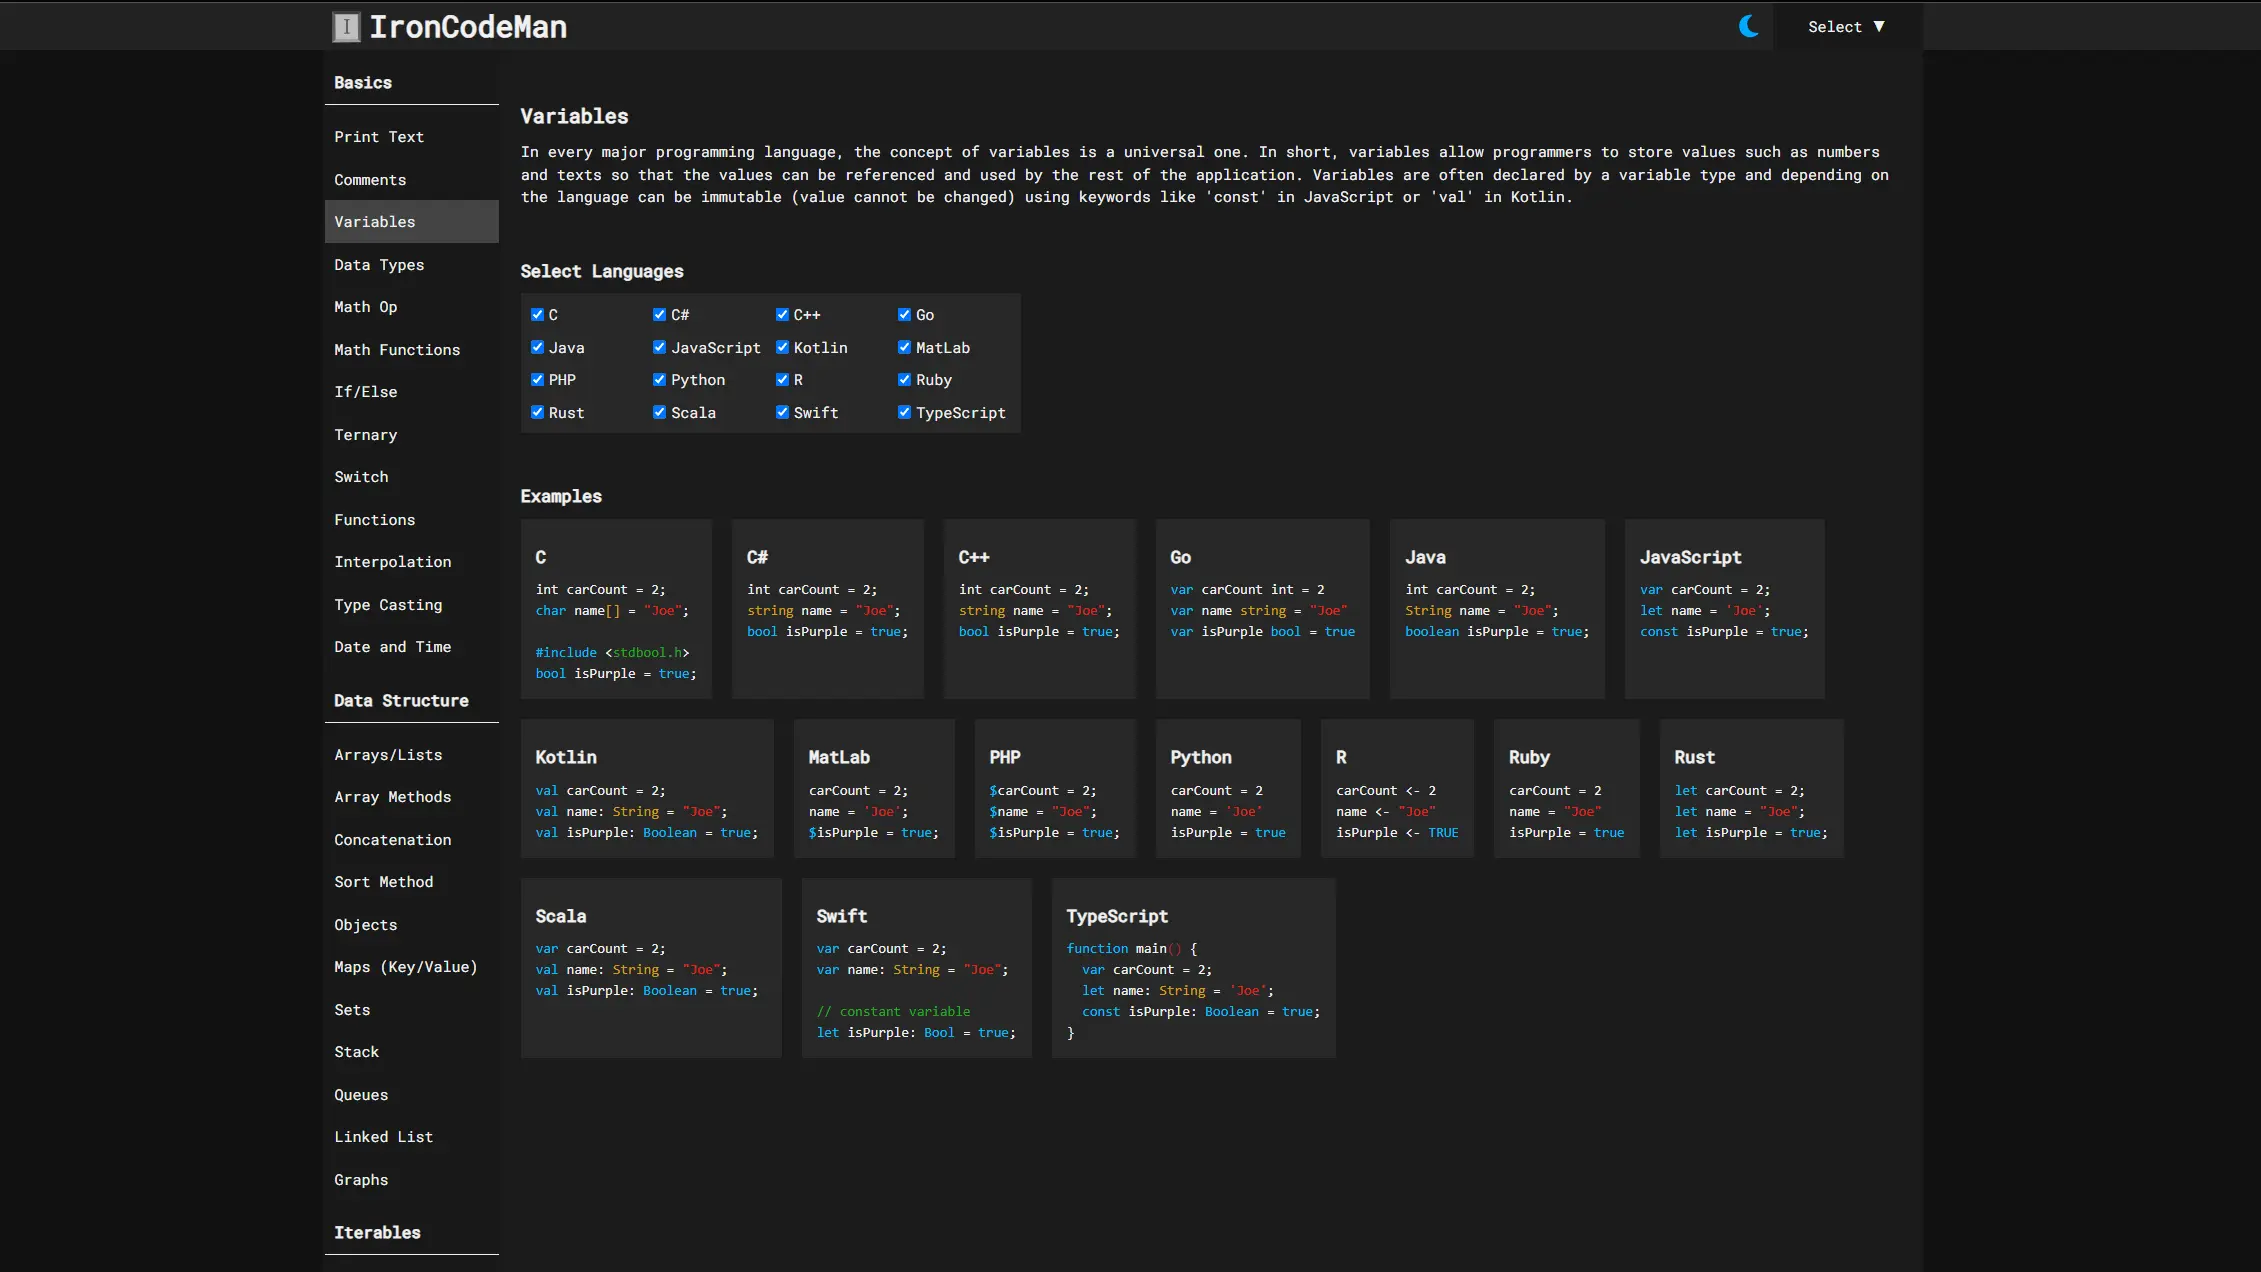 I IronCodeMan
Select ▼
Basics
Print Text
Comments
Variables
Data Types
Math Op
Math Functions
If/Else
Ternary
Switch
Functions
Interpolation
Type Casting
Date and Time
Data Structure
Arrays/Lists
Array Methods
Concatenation
Sort Method
Objects
Maps (Key/Value)
Sets
Stack
Queues
Linked List
Graphs
Iterables
Variables
In every major programming language, the concept of variables is a universal one. In short, variables allow programmers to store values such as numbers
and texts so that the values can be referenced and used by the rest of the application. Variables are often declared by a variable type and depending on
the language can be immutable (value cannot be changed) using keywords like 'const' in JavaScript or 'val' in Kotlin.
Select Languages
C C# C++ Go
Java JavaScript Kotlin MatLab
PHP Python R Ruby
Rust Scala Swift TypeScript
Examples
C
int carCount = 2;
char name[] = "Joe";
#include <stdbool.h>
bool isPurple = true;
C#
int carCount = 2;
string name = "Joe";
bool isPurple = true;
C++
int carCount = 2;
string name = "Joe";
bool isPurple = true;
Go
var carCount int = 2
var name string = "Joe"
var isPurple bool = true
Java
int carCount = 2;
String name = "Joe";
boolean isPurple = true;
JavaScript
var carCount = 2;
let name = 'Joe';
const isPurple = true;
Kotlin
val carCount = 2;
val name: String = "Joe";
val isPurple: Boolean = true;
MatLab
carCount = 2;
name = 'Joe';
$isPurple = true;
PHP
$carCount = 2;
$name = "Joe";
$isPurple = true;
Python
carCount = 2
name = 'Joe'
isPurple = true
R
carCount <- 2
name <- "Joe"
isPurple <- TRUE
Ruby
carCount = 2
name = "Joe"
isPurple = true
Rust
let carCount = 2;
let name = "Joe";
let isPurple = true;
Scala
var carCount = 2;
val name: String = "Joe";
val isPurple: Boolean = true;
Swift
var carCount = 2;
var name: String = "Joe";
// constant variable
let isPurple: Bool = true;
TypeScript
function main() {
var carCount = 2;
let name: String = 'Joe';
const isPurple: Boolean = true;
}